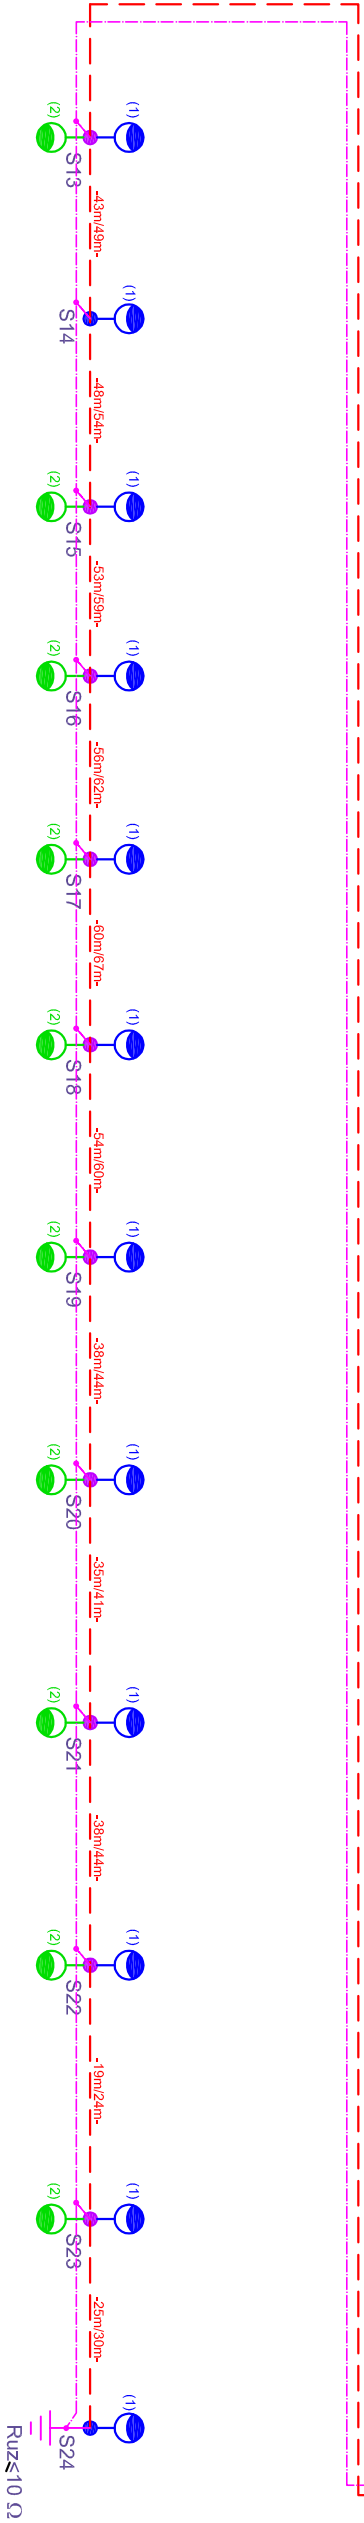 (1)
(2)
S13
-43m/49m-
(1)
S14
-48m/54m-
(1)
(2)
S15
-53m/59m-
(1)
(2)
S16
-56m/62m-
(1)
(2)
S17
-60m/67m-
(1)
(2)
S18
-54m/60m-
(1)
(2)
S19
-38m/44m-
(1)
(2)
S20
-35m/41m-
(1)
(2)
S21
-38m/44m-
(1)
(2)
S22
-19m/24m-
(1)
(2)
S23
-25m/30m-
(1)
S24
Ruz≤10 Ω